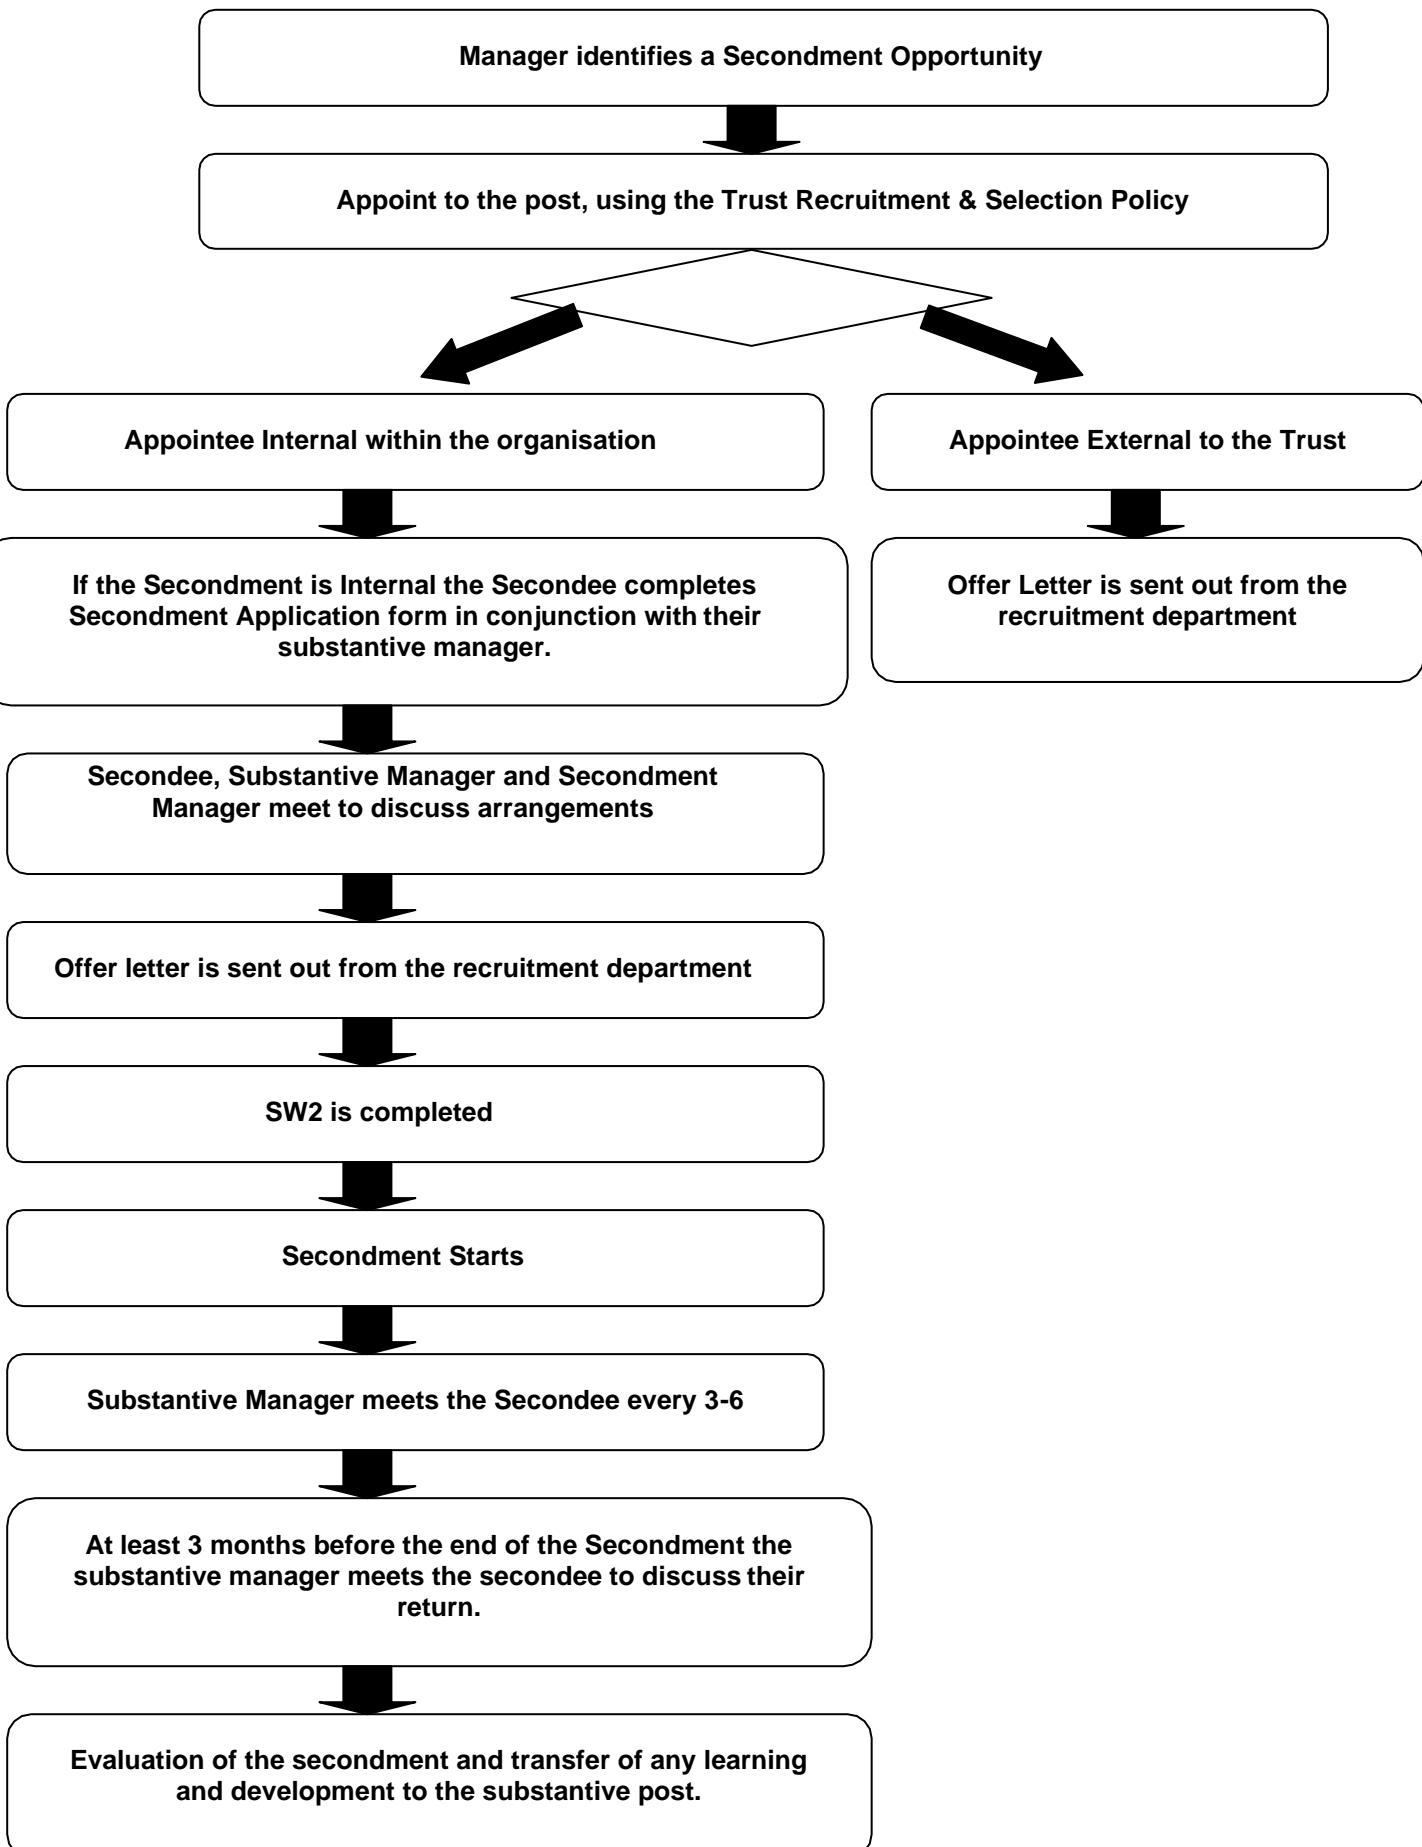 Manager identifies a Secondment Opportunity
Appoint to the post, using the Trust Recruitment & Selection Policy
Appointee Internal within the organisation
Appointee External to the Trust
If the Secondment is Internal the Secondee completes
Secondment Application form in conjunction with their
substantive manager.
Offer Letter is sent out from the
recruitment department
Secondee, Substantive Manager and Secondment
Manager meet to discuss arrangements
Offer letter is sent out from the recruitment department
SW2 is completed
Secondment Starts
Substantive Manager meets the Secondee every 3-6
At least 3 months before the end of the Secondment the
substantive manager meets the secondee to discuss their
return.
Evaluation of the secondment and transfer of any learning
and development to the substantive post.